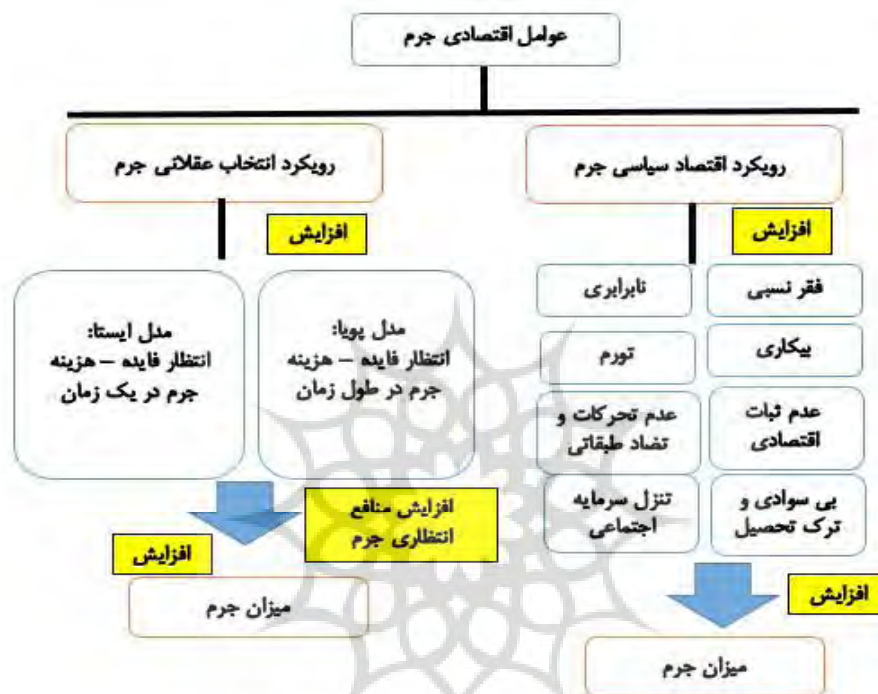 عوامل اقتصادی جرم
رویکرد اقتصاد سیاسی جرم
افزایش
فقر نسبی
نابرابری
بیکاری
تورم
عدم ثبات
اقتصادی
عدم تحرکات و
تضاد طبقاتی
بی سوادی و
ترک تحصیل
تنزل سرمایه
اجتماعی
افزایش
میزان جرم
رویکرد انتخاب عقلائی جرم
افزایش
مدل پویا:
انتظار فایده – هزینه
جرم در طول زمان
مدل ایستا:
انتظار فایده – هزینه
جرم در یک زمان
افزایش منافع
انتظاری جرم
افزایش
میزان جرم